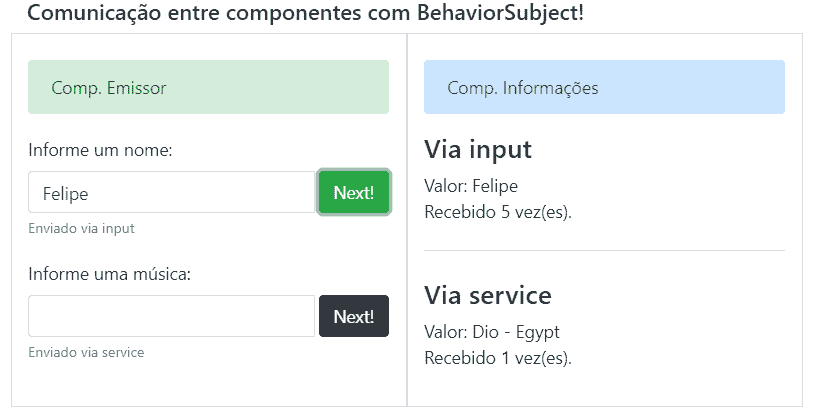 Comunicação entre componentes com BehaviorSubject!
Comp. Emissor
Informe um nome:
Felipe
Next!
Enviado via input
Informe uma música:
Next!
Enviado via service
Comp. Informações
Via input
Valor: Felipe
Recebido 5 vez(es).
Via service
Valor: Dio - Egypt
Recebido 1 vez(es).